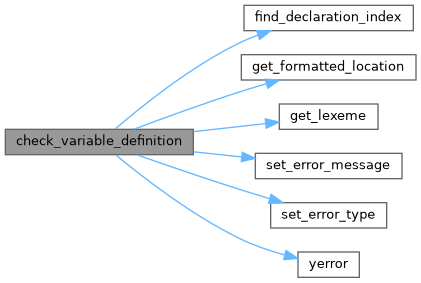 find_declaration_index
get_formatted_location
get_lexeme
check_variable_definition
set_error_message
set_error_type
yerror